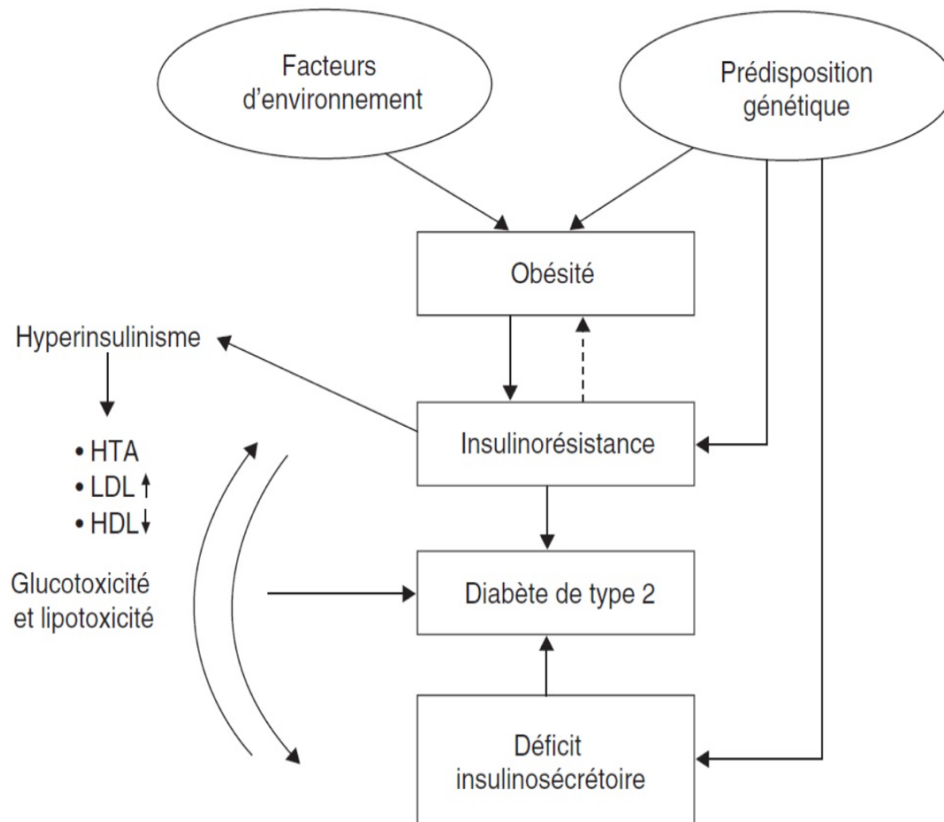 Facteurs
d'environnement
Prédisposition
génétique
Obésité
Hyperinsulinisme
Insulinorésistance
• HTA
• LDL ↑
• HDL ↓
Glucotoxicité
et lipotoxicité
Diabète de type 2
Déficit
insulinosécrétoire